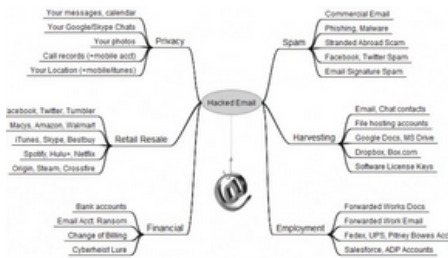 Your messages, calendar
Your Google/Skype Chats
Your photos
Call records (+mobile acct)
Your Location (+mobile/itunes)
Privacy
Facebook, Twitter, Tumbler
Macys, Amazon, Walmart
iTunes, Skype, Bestbuy
Spotify, Hulu+, Netflix
Origin, Steam, Crossfire
Retail Resale
Bank accounts
Email Acct. Ransom
Change of Billing
Cyberheist Lure
Financial
Hacked Email
@
Spam
Commercial Email
Phishing, Malware
Stranded Abroad Scam
Facebook, Twitter Spam
Email Signature Spam
Harvesting
Email, Chat contacts
File hosting accounts
Google Docs, MS Drive
Dropbox, Box.com
Software License Keys
Employment
Forwarded Works Docs
Forwarded Work Email
Fedex, UPS, Pitney Bowes Acc
Salesforce, ADP Accounts